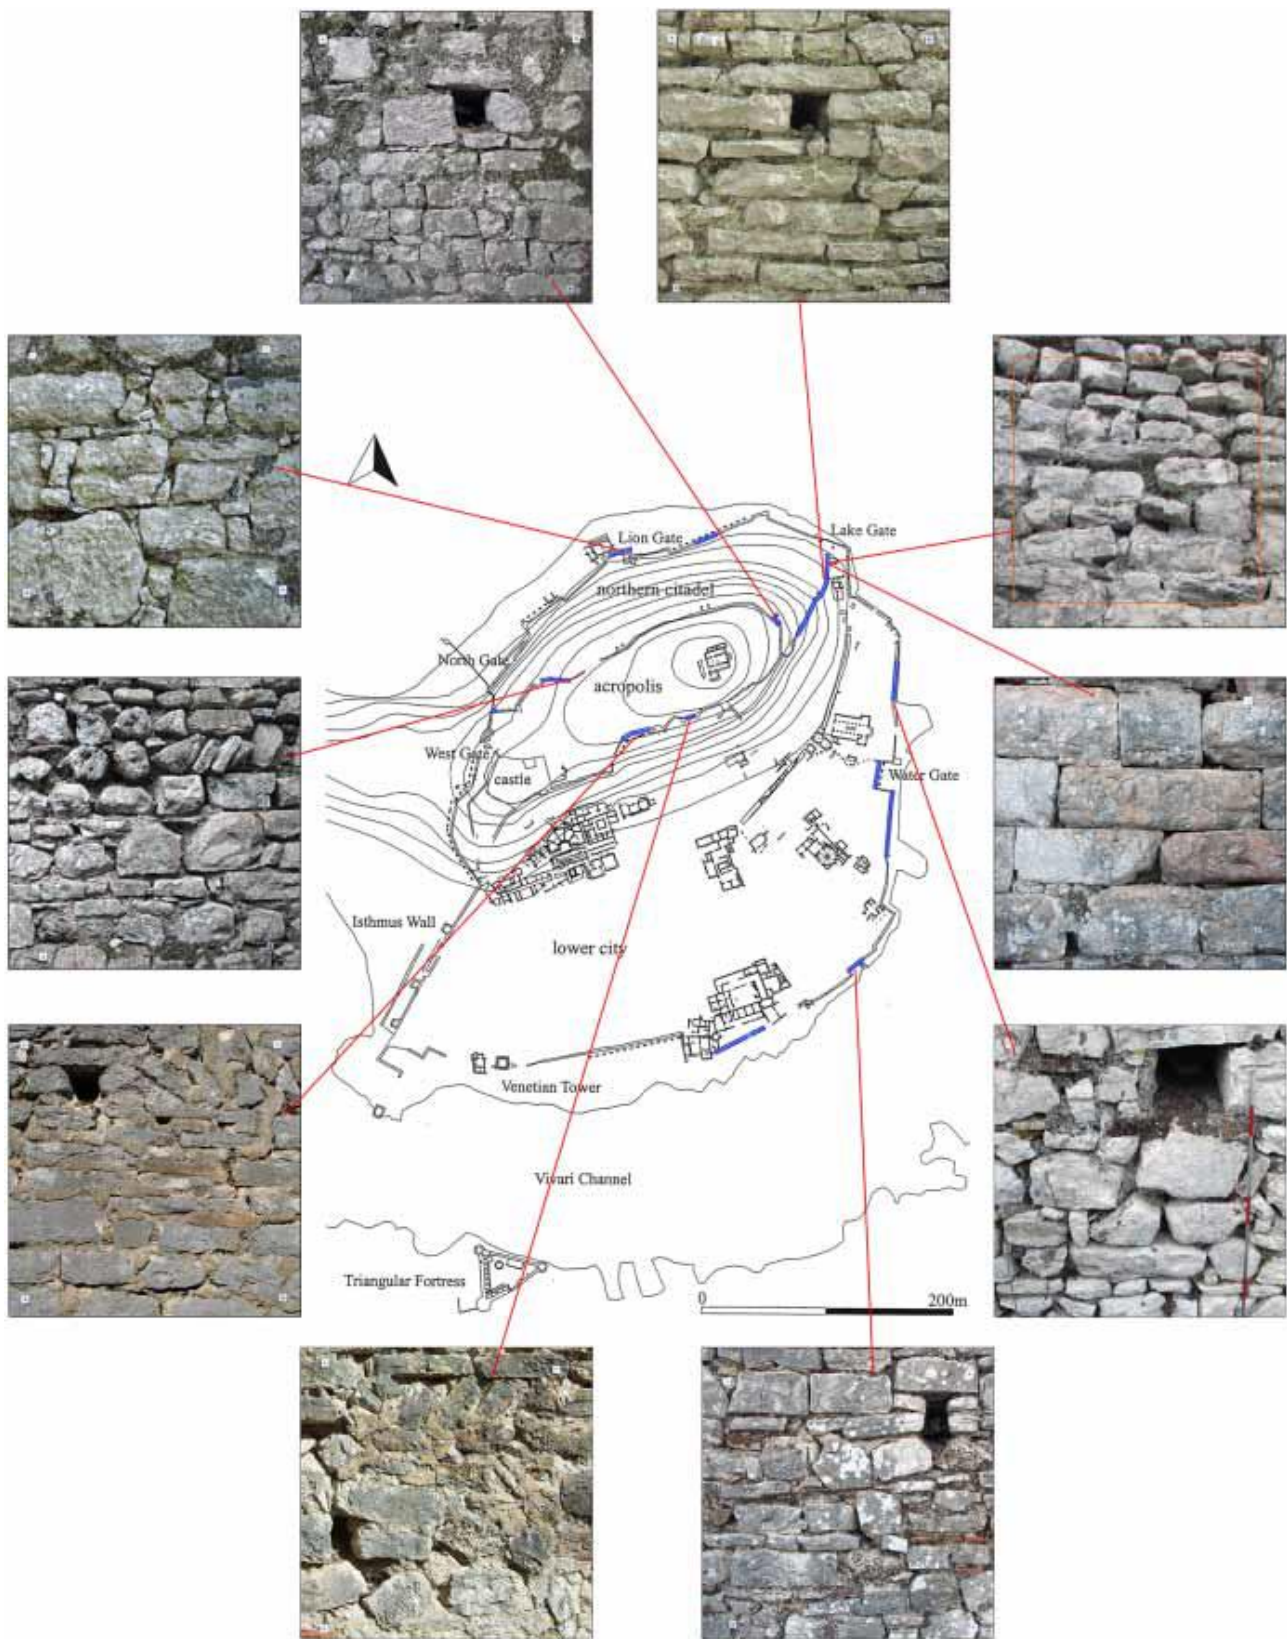 Lion Gate
Lake Gate
northern citadel
North Gate
acropolis
West Gate
castle
Water Gate
Isthmus Wall
lower city
Venetian Tower
Vivari Channel
Triangular Fortress
0
200m